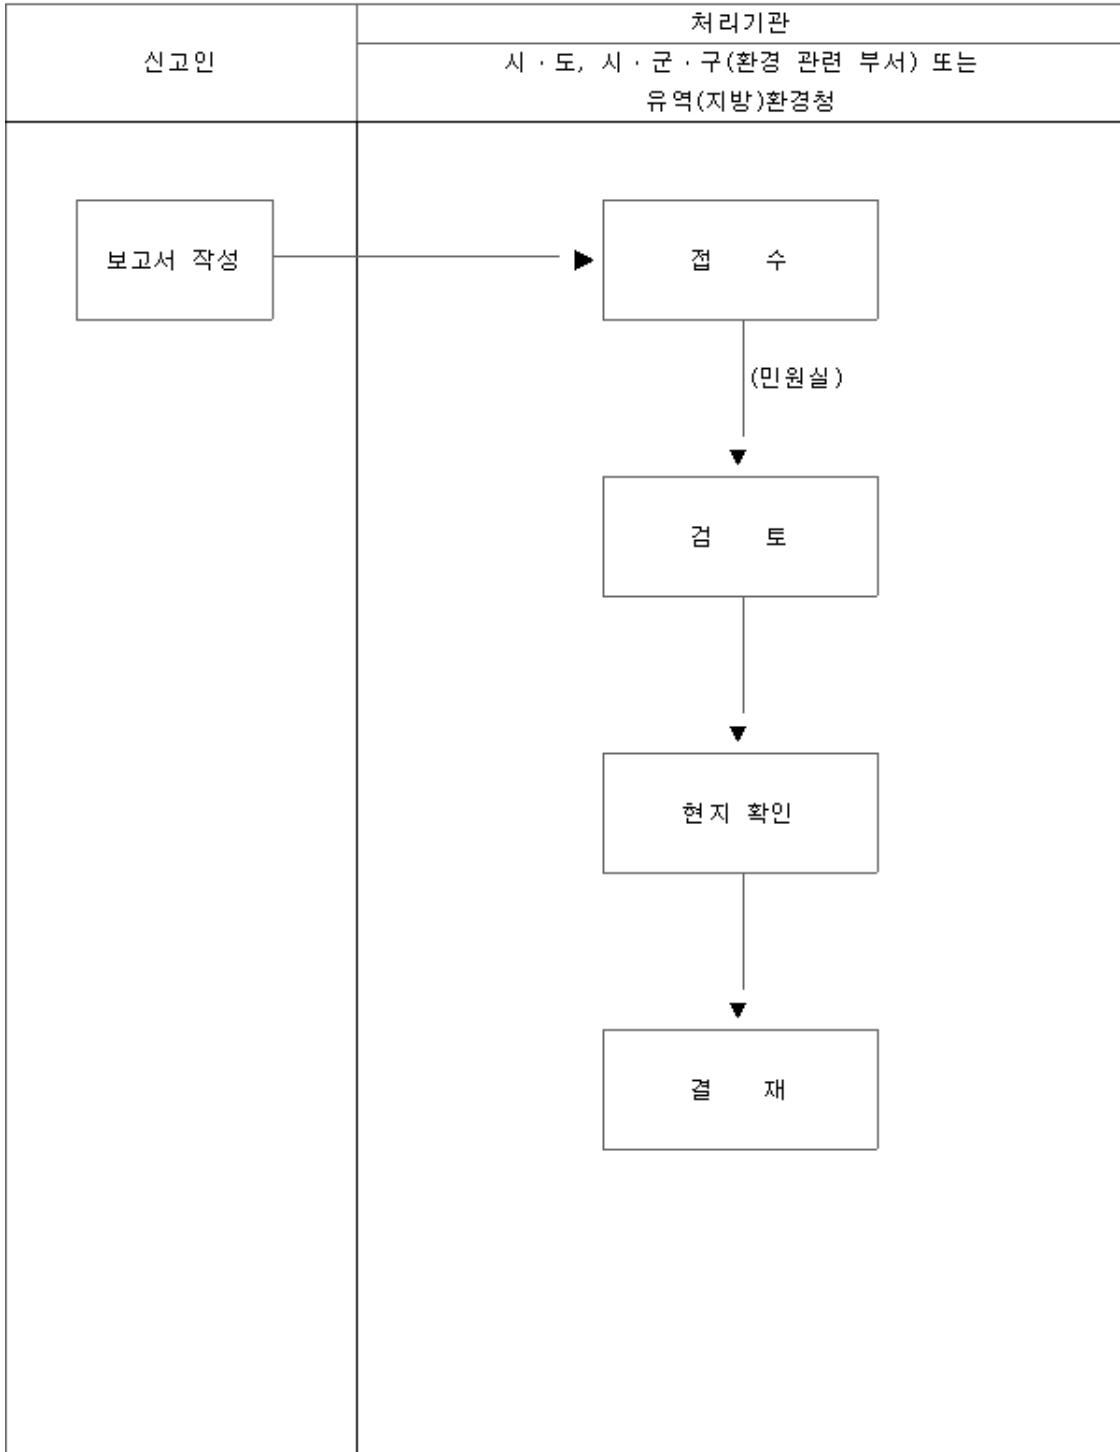 신고인
처리기관
시 · 도, 시 · 군 · 구(환경 관련 부서) 또는
유역(지방)환경청
보고서 작성
접 수
(민원실)
검 토
현지 확인
결 재